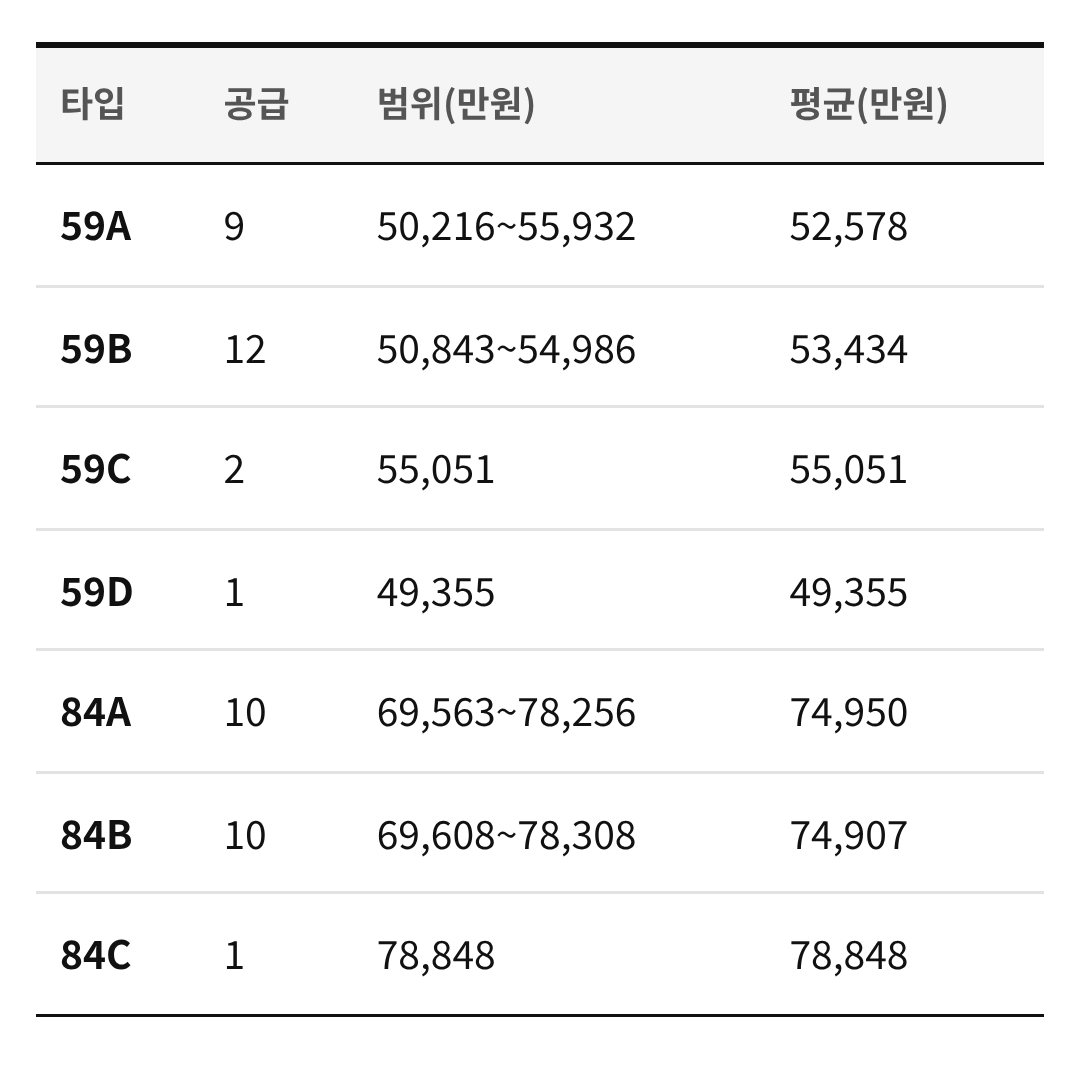 타입 공급 범위(만원) 평균(만원)
59A 9 50,216~55,932 52,578
59B 12 50,843~54,986 53,434
59C 2 55,051 55,051
59D 1 49,355 49,355
84A 10 69,563~78,256 74,950
84B 10 69,608~78,308 74,907
84C 1 78,848 78,848